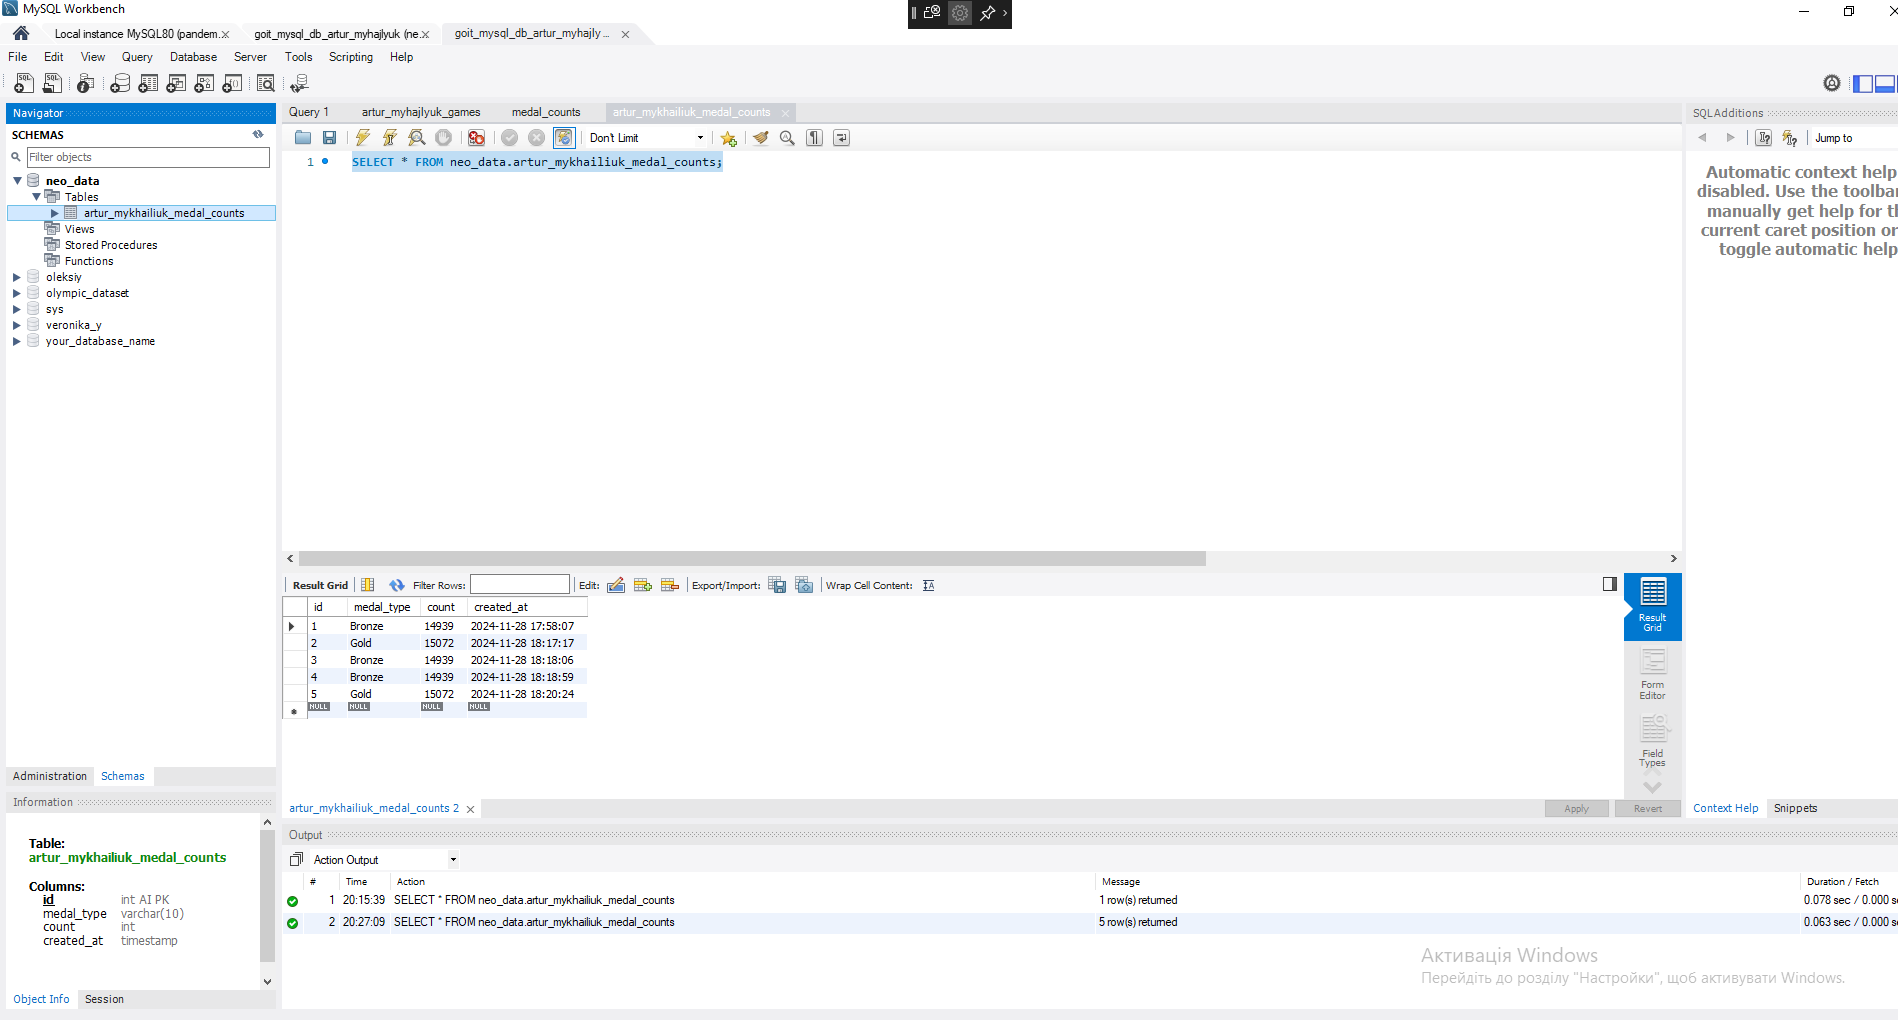 MySQL Workbench
Local instance MySQL80 (pandem... goit_mysql_db_artur_myhajlyuk (ne... goit_mysql_db_artur_myhajly ...
File Edit View Query Database Server Tools Scripting Help
Navigator
SCHEMAS
Filter objects
neo_data
Tables
artur_mykhailiuk_medal_counts
Views
Stored Procedures
Functions
oleksiy
olympic_dataset
sys
veronika_y
your_database_name
Administration Schemas
Information
Table:
artur_mykhailiuk_medal_counts
Columns:
id int AI PK
medal_type varchar(10)
count int
created_at timestamp
Object Info Session
Query 1 artur_myhajlyuk_games medal_counts artur_mykhailiuk_medal_counts
Don't Limit
1 SELECT * FROM neo_data.artur_mykhailiuk_medal_counts;
Result Grid Filter Rows: Edit: Export/Import: Wrap Cell Content:
id medal_type count created_at
1 Bronze 14939 2024-11-28 17:58:07
2 Gold 15072 2024-11-28 18:17:17
3 Bronze 14939 2024-11-28 18:18:06
4 Bronze 14939 2024-11-28 18:18:59
5 Gold 15072 2024-11-28 18:20:24
NULL NULL NULL NULL
Result
Grid
Form
Editor
Field
Types
artur_mykhailiuk_medal_counts 2
Apply Revert
Output
Action Output
# Time Action Message Duration / Fetch
1 20:15:39 SELECT * FROM neo_data.artur_mykhailiuk_medal_counts 1 row(s) returned 0.078 sec / 0.000 s
2 20:27:09 SELECT * FROM neo_data.artur_mykhailiuk_medal_counts 5 row(s) returned 0.063 sec / 0.000 s
SQLAdditions
Jump to
Automatic context help
disabled. Use the toolbar
manually get help for th
current caret position or
toggle automatic help
Context Help Snippets
Активація Windows
Перейдіть до розділу "Настройки", щоб активувати Windows.